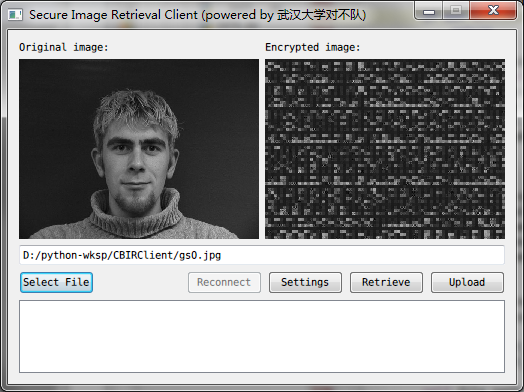 Secure Image Retrieval Client (powered by 武汉大学对不队)
Original image:
Encrypted image:
D:/python-wksp/CBIRClient/gsO.jpg
Select File
Reconnect
Settings
Retrieve
Upload